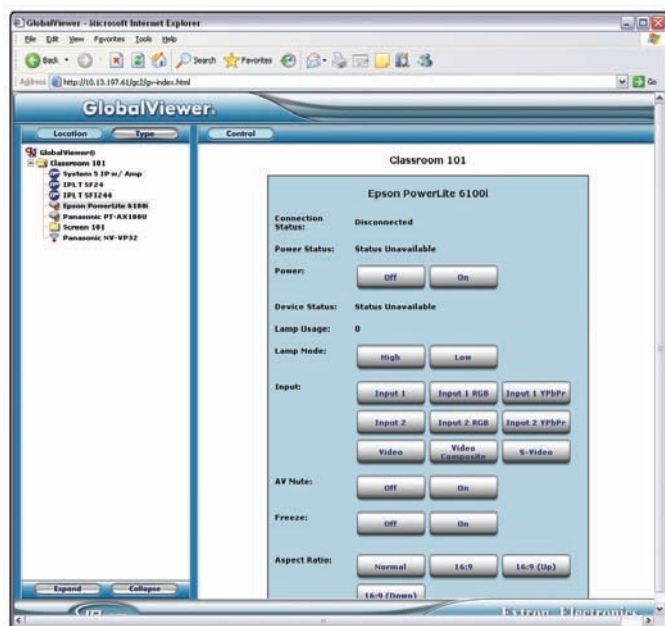 GlobalViewer - Microsoft Internet Explorer
File Edit View Favorites Tools Help
Back Search Favorites
Address http://10.13.197.61/gc2/gv-index.html Go
GlobalViewer®
Location Type Control
GlobalViewer®
Classroom 101
System 5 IP w/ Amp
IPL T SF24
IPL T SFI244
Epson PowerLite 6100i
Panasonic PT-AX100U
Screen 101
Panasonic NV-VP32
Classroom 101
Epson PowerLite 6100i
Connection Status: Disconnected
Power Status: Status Unavailable
Power: Off On
Device Status: Status Unavailable
Lamp Usage: 0
Lamp Mode: High Low
Input: Input 1 Input 1 RGB Input 1 YPbPr
Input 2 Input 2 RGB Input 2 YPbPr
Video Video Composite S-Video
AV Mute: Off On
Freeze: Off On
Aspect Ratio: Normal 16:9 16:9 (Up)
16:9 (Down)
Expand Collapse
Extron Electronics